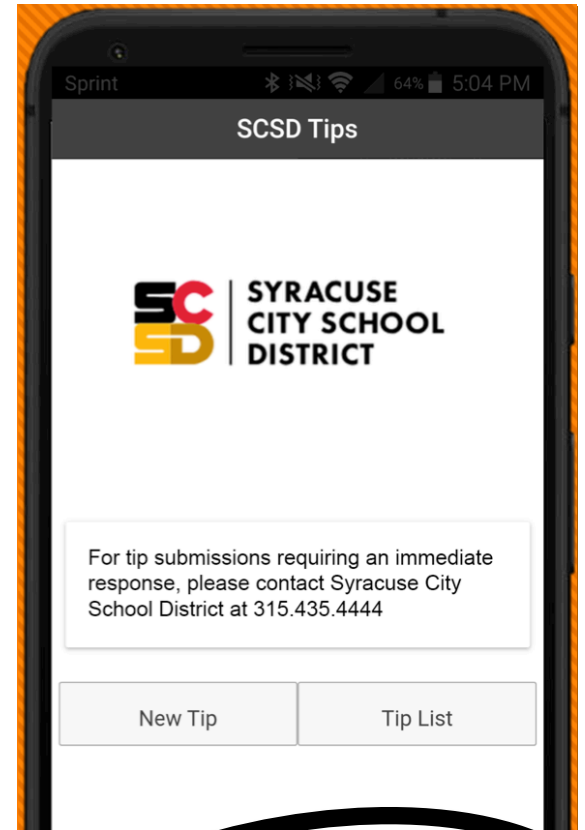 Sprint 64% 5:04 PM
SCSD Tips
SC
SD
SYRACUSE
CITY SCHOOL
DISTRICT
For tip submissions requiring an immediate
response, please contact Syracuse City
School District at 315.435.4444
New Tip Tip List